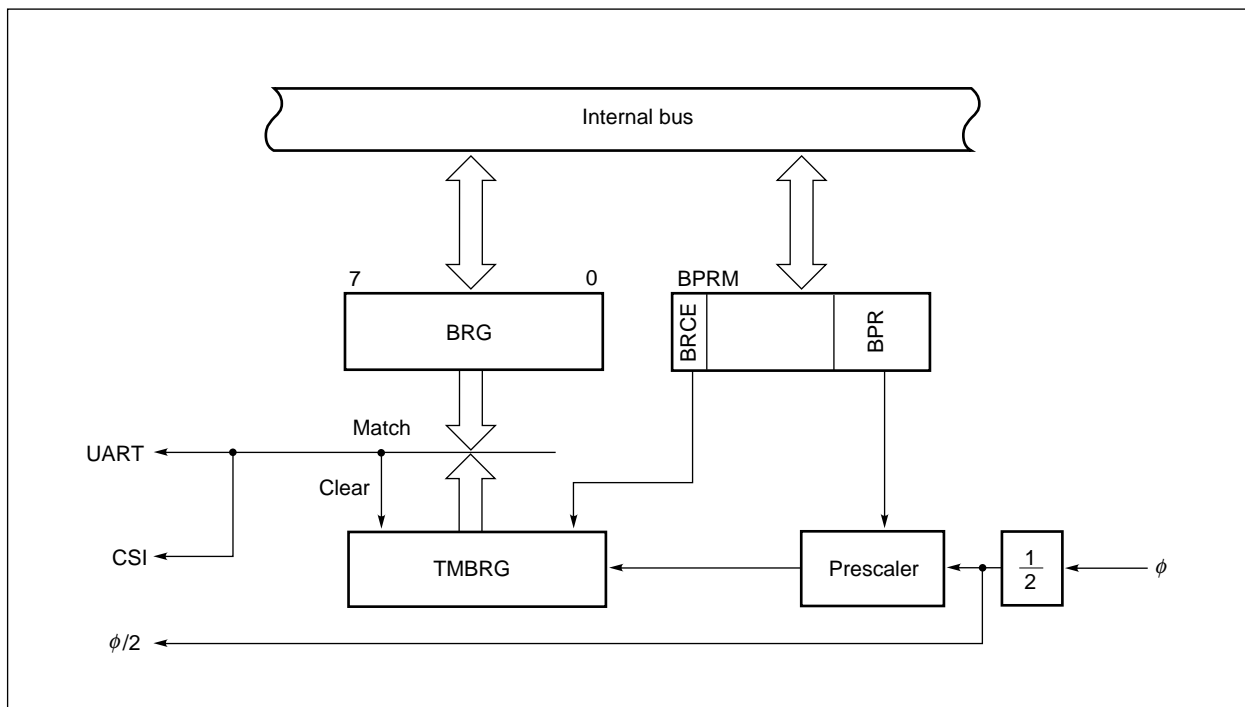 Internal bus
7 0 BPRM
BRG
BRCE
BPR
Match
UART
Clear
CSI
TMBRG
Prescaler
1
2
ϕ
ϕ/2